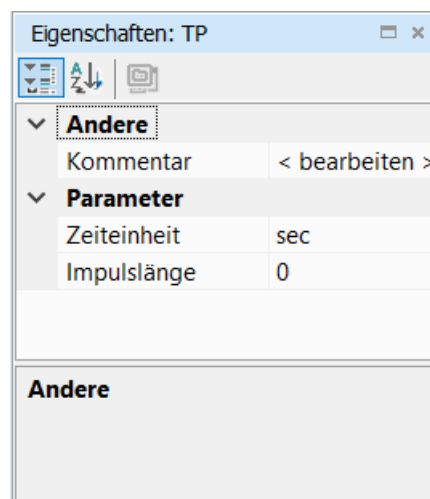 Eigenschaften: TP
Andere
Kommentar < bearbeiten >
Parameter
Zeiteinheit sec
Impulslänge 0
Andere